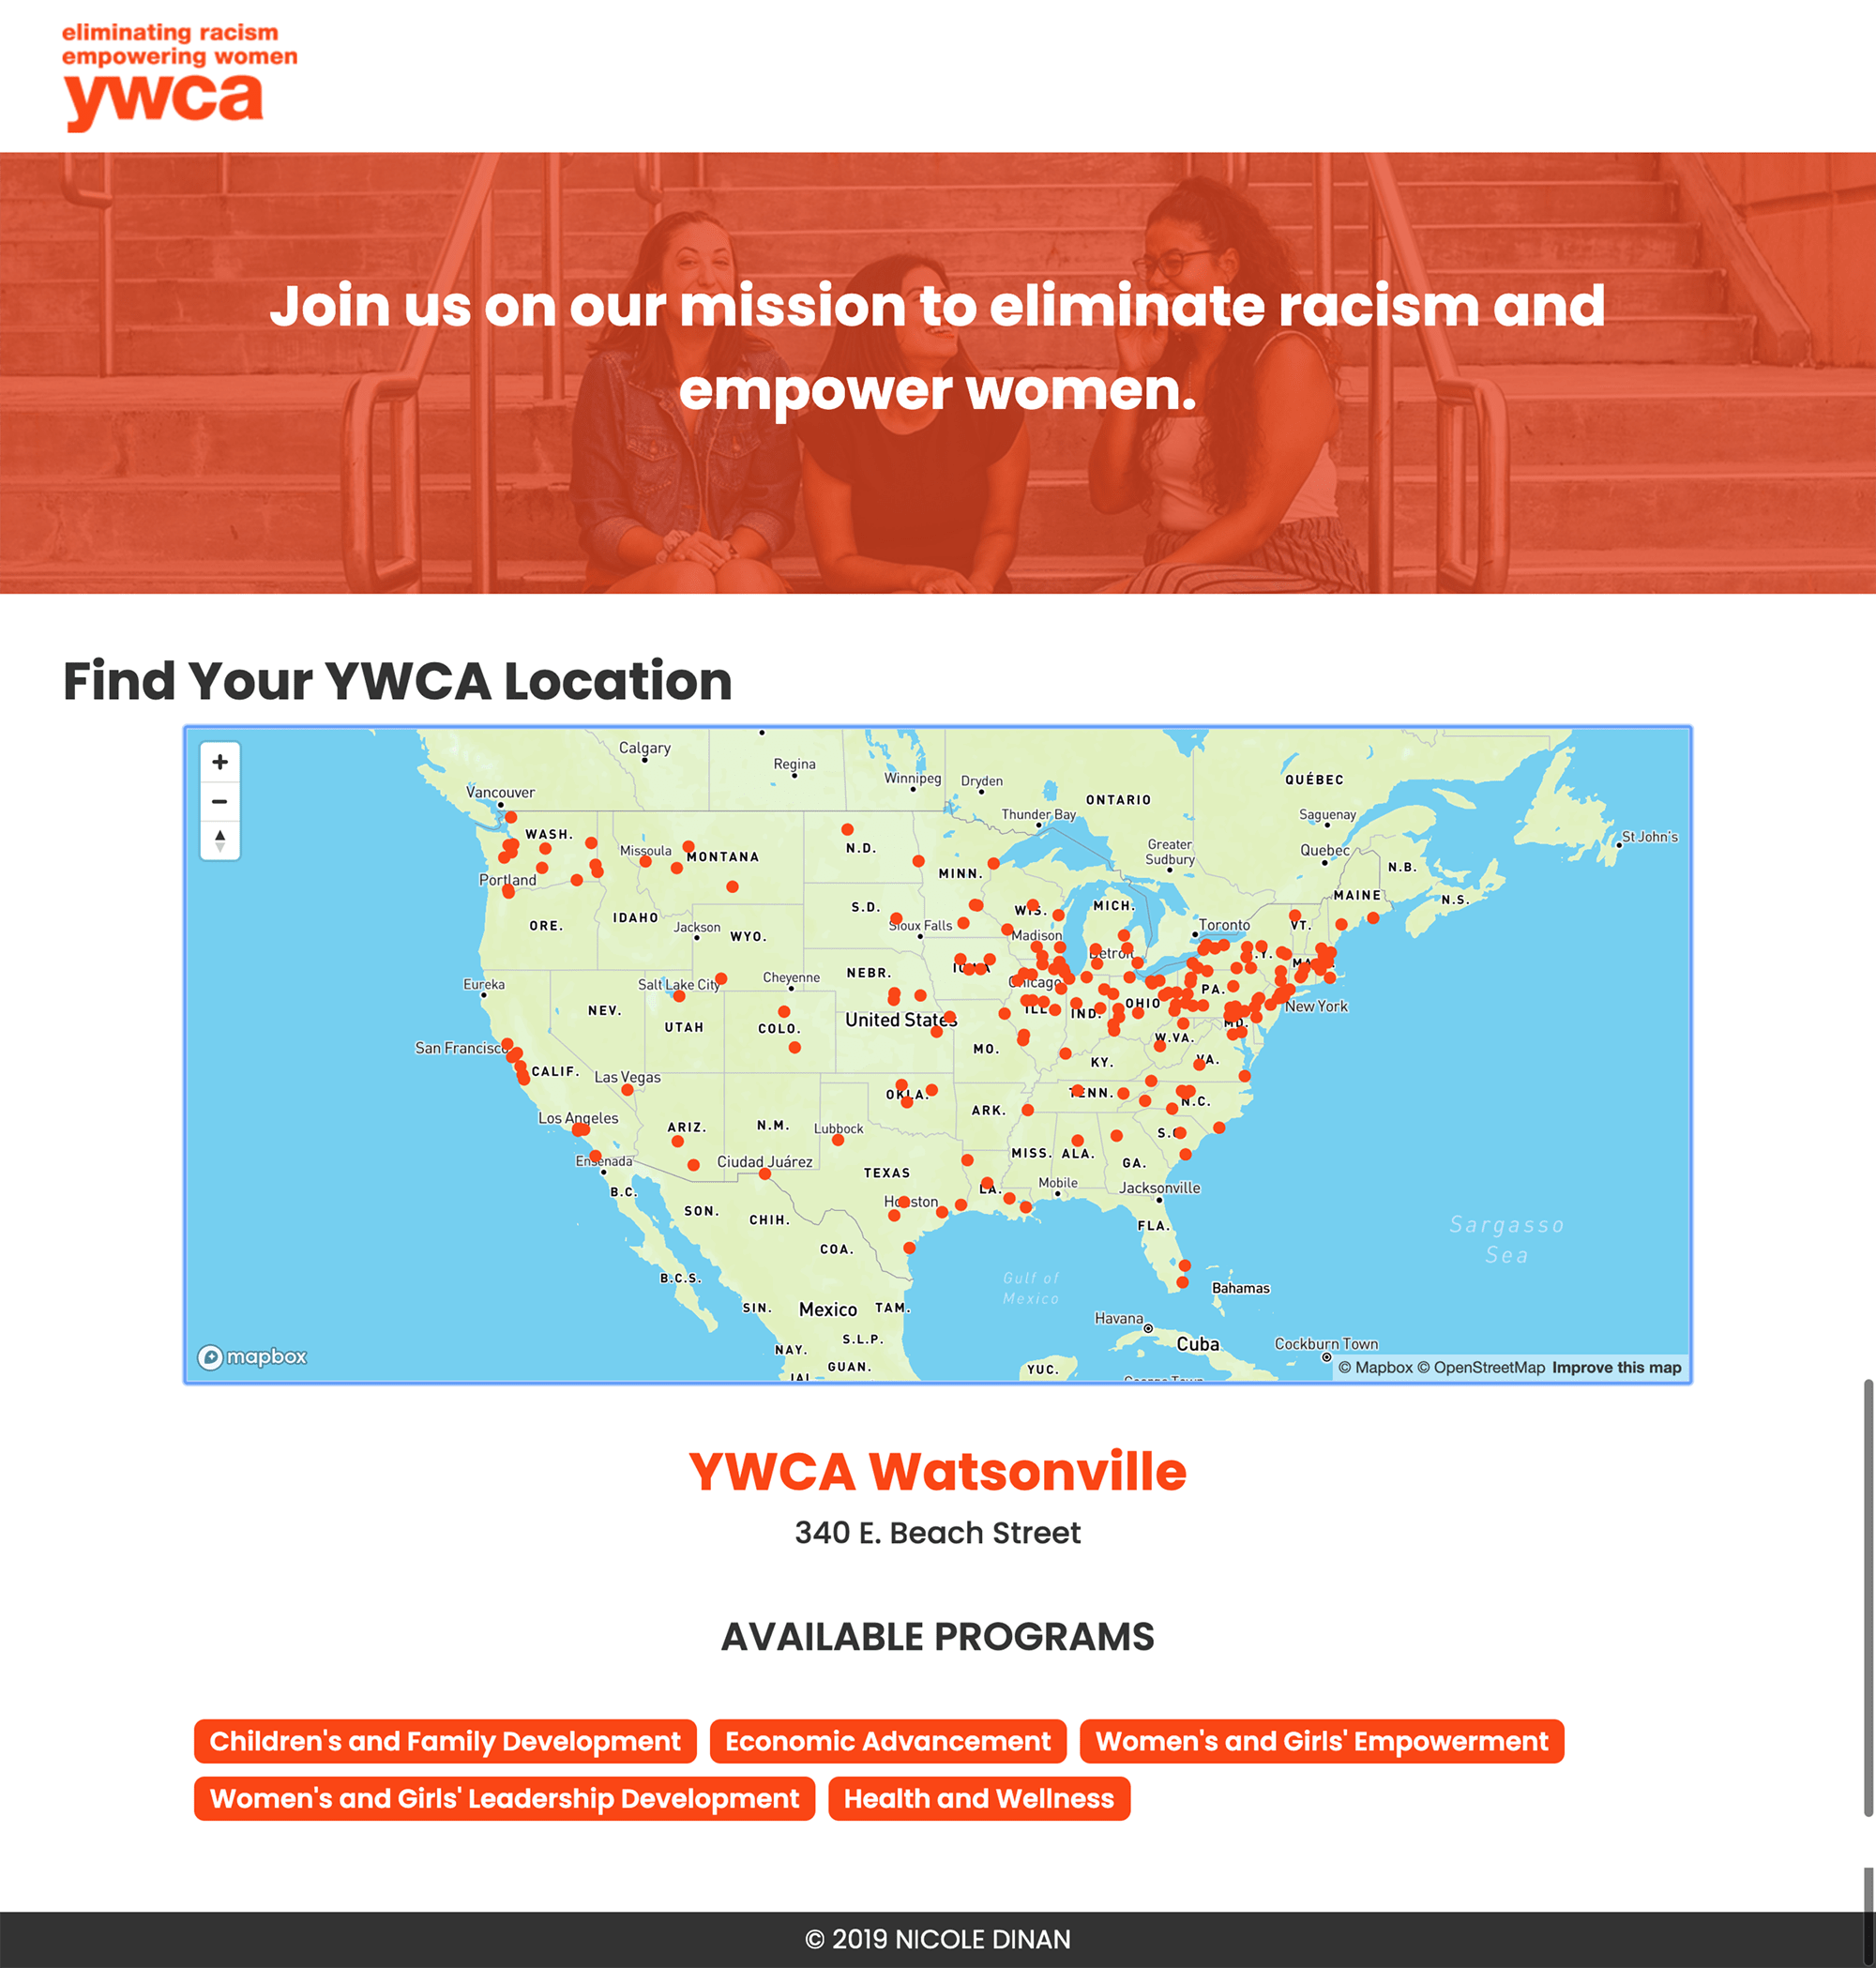 eliminating racism
empowering women
ywca
Join us on our mission to eliminate racism and
empower women.
Find Your YWCA Location
Calgary
Regina
Winnipeg
Dryden
QUÉBEC
Vancouver
ONTARIO
Thunder Bay
Saguenay
WASH.
St John's
Missoula
MONTANA
N.D.
Greater
Sudbury
Quebec
N.B.
MINN.
Portland
MAINE
N.S.
IDAHO
S.D.
WIS.
MICH.
ORE.
Jackson
WYO.
Sioux Falls
Madison
Toronto
VT.
Detroit
IOWA
NEBR.
Eureka
Salt Lake City
Cheyenne
Chicago
PA.
NEV.
UTAH
COLO.
United States
ILL.
IND.
OHIO
New York
MD.
San Francisco
MO.
W.VA.
CALIF.
Las Vegas
KY.
VA.
OKLA.
TENN.
N.C.
Los Angeles
ARIZ.
N.M.
Lubbock
ARK.
S.C.
Ensenada
Ciudad Juárez
TEXAS
MISS.
ALA.
GA.
B.C.
LA.
Mobile
Jacksonville
SON.
CHIH.
Houston
FLA.
Sargasso
Sea
COA.
B.C.S.
Gulf of
Mexico
Bahamas
SIN.
Mexico
TAM.
Havana
NAY.
S.L.P.
Cuba
Cockburn Town
GUAN.
YUC.
mapbox
© Mapbox © OpenStreetMap Improve this map
YWCA Watsonville
340 E. Beach Street
AVAILABLE PROGRAMS
Children's and Family Development
Economic Advancement
Women's and Girls' Empowerment
Women's and Girls' Leadership Development
Health and Wellness
© 2019 NICOLE DINAN